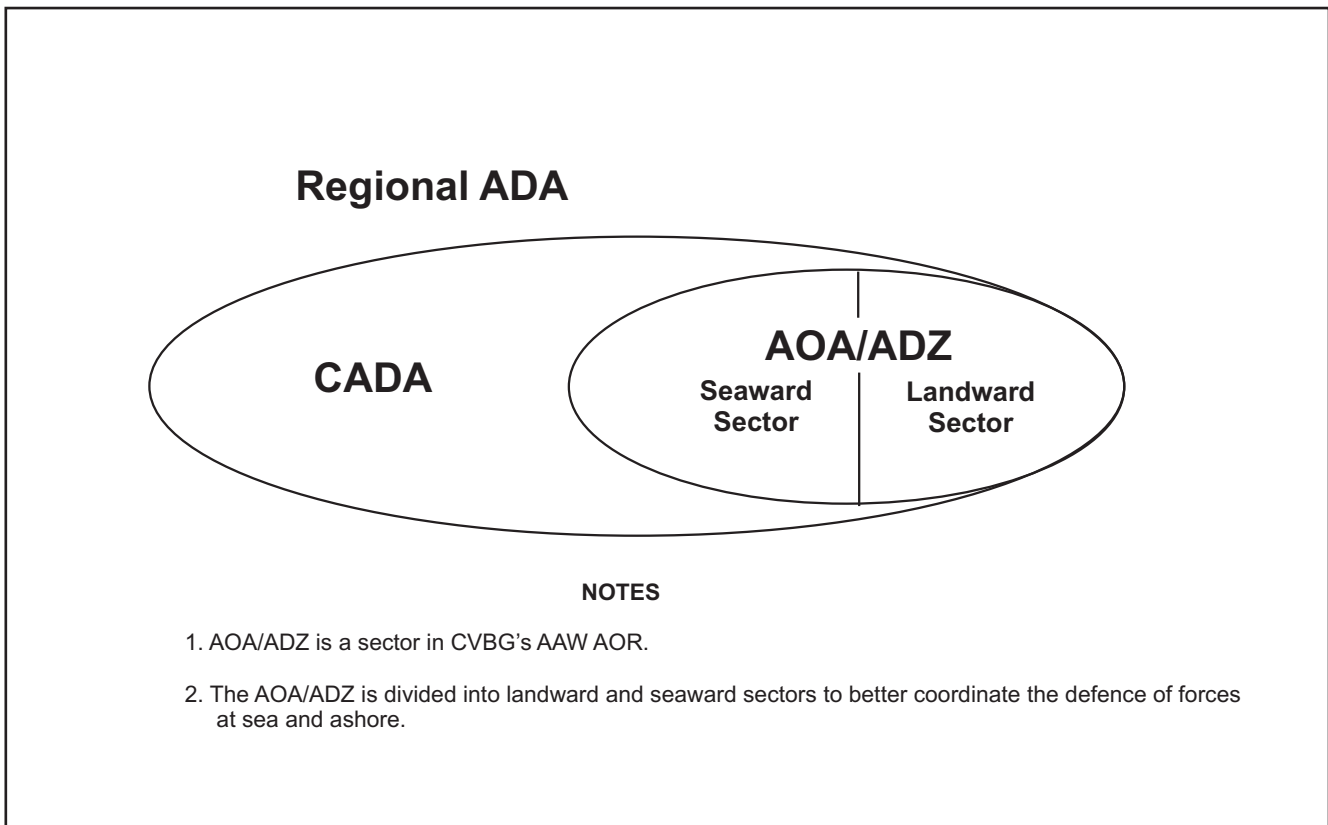 Regional ADA
CADA
AOA/ADZ
Seaward
Sector
Landward
Sector
NOTES
1. AOA/ADZ is a sector in CVBG's AAW AOR.
2. The AOA/ADZ is divided into landward and seaward sectors to better coordinate the defence of forces
at sea and ashore.